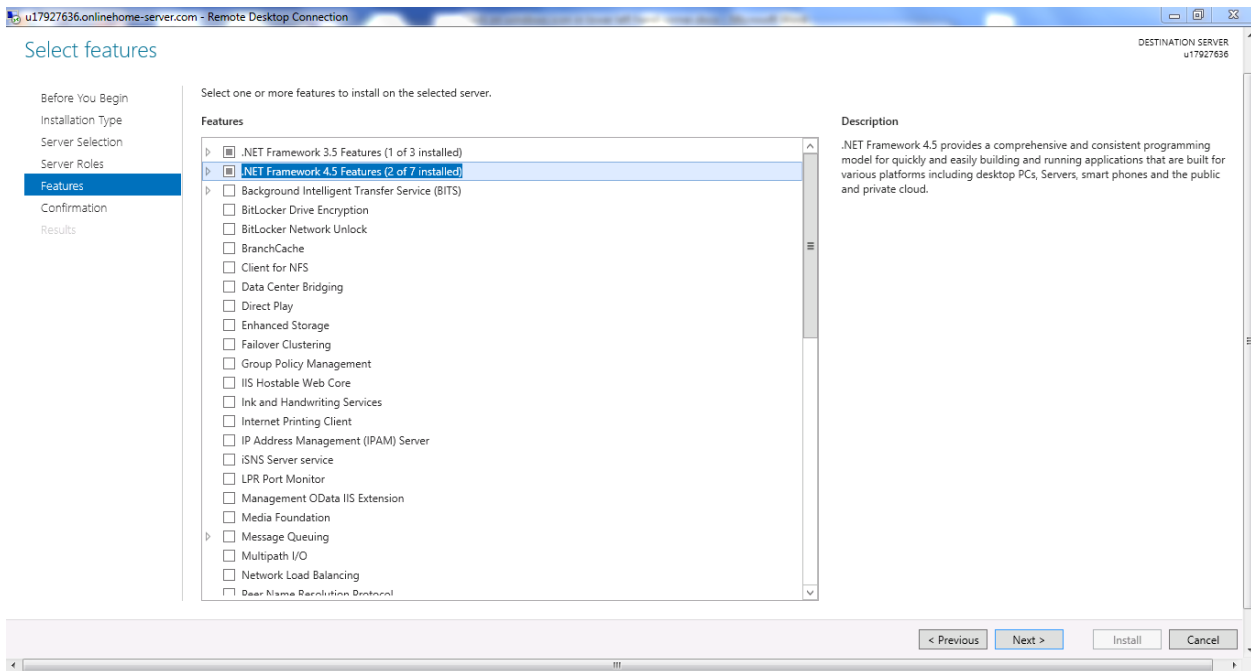 u17927636.onlinehome-server.com - Remote Desktop Connection
Select features
DESTINATION SERVER
u17927636
Before You Begin
Installation Type
Server Selection
Server Roles
Features
Confirmation
Results
Select one or more features to install on the selected server.
Features
.NET Framework 3.5 Features (1 of 3 installed)
.NET Framework 4.5 Features (2 of 7 installed)
Background Intelligent Transfer Service (BITS)
BitLocker Drive Encryption
BitLocker Network Unlock
BranchCache
Client for NFS
Data Center Bridging
Direct Play
Enhanced Storage
Failover Clustering
Group Policy Management
IIS Hostable Web Core
Ink and Handwriting Services
Internet Printing Client
IP Address Management (IPAM) Server
iSNS Server service
LPR Port Monitor
Management OData IIS Extension
Media Foundation
Message Queuing
Multipath I/O
Network Load Balancing
Peer Name Resolution Protocol
Description
.NET Framework 4.5 provides a comprehensive and consistent programming
model for quickly and easily building and running applications that are built for
various platforms including desktop PCs, Servers, smart phones and the public
and private cloud.
< Previous
Next >
Install
Cancel